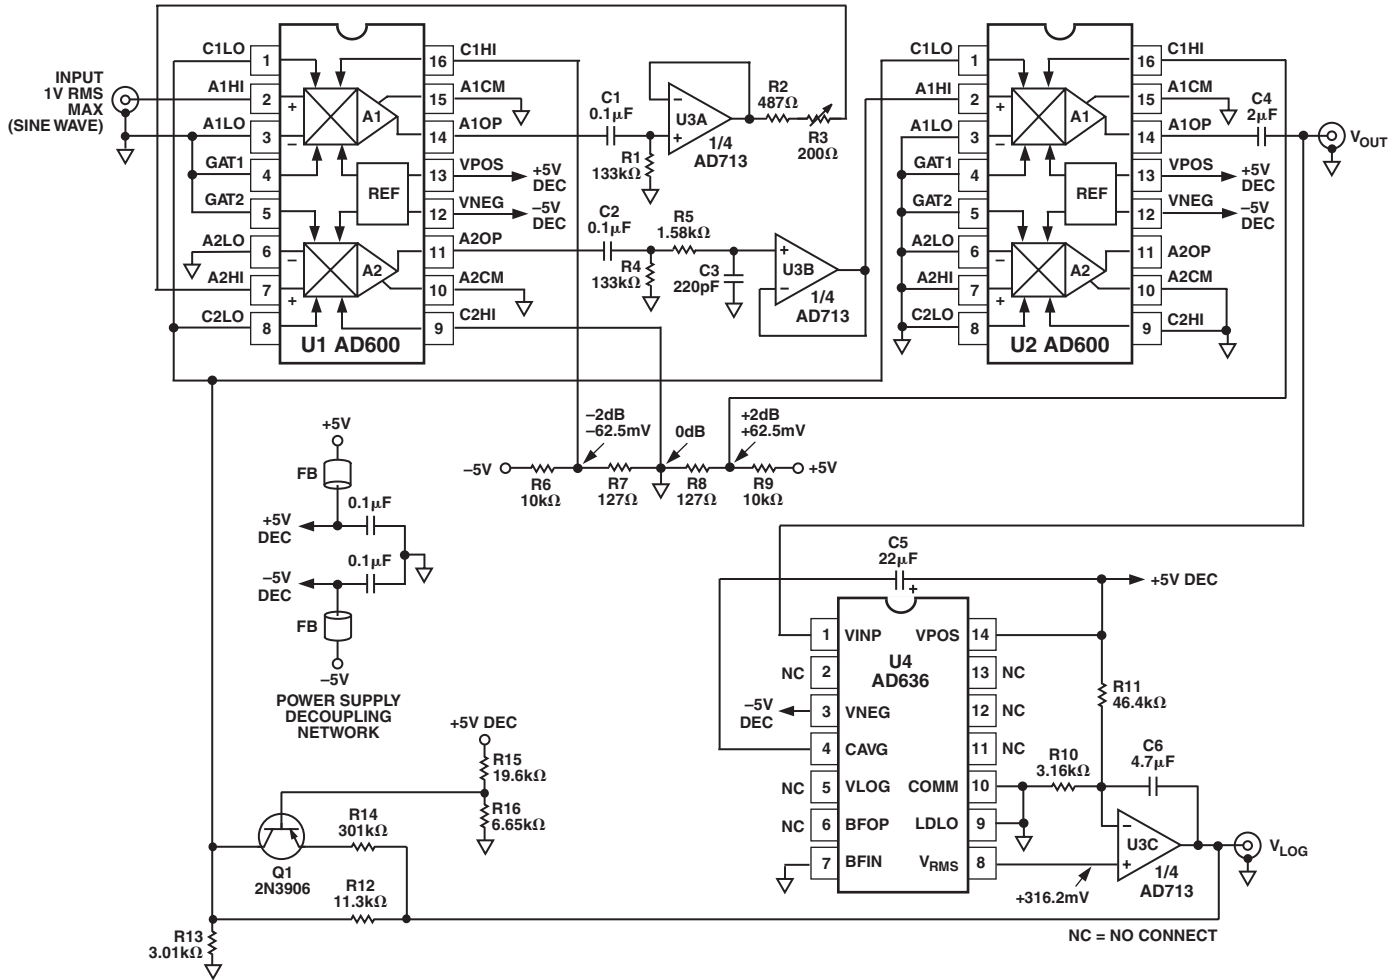 INPUT
1V RMS
MAX
(SINE WAVE)
C1LO
1
A1HI
2
A1LO
3
GAT1
4
GAT2
5
A2LO
6
A2HI
7
C2LO
8
+
–
–
+
A1
REF
A2
U1 AD600
C1HI
16
A1CM
15
A1OP
14
VPOS
13
+5V
DEC
VNEG
12
–5V
DEC
A2OP
11
A2CM
10
C2HI
9
C1
0.1µF
R1
133kΩ
–
+
U3A
1/4
AD713
R2
487Ω
R3
200Ω
C2
0.1µF
R4
133kΩ
R5
1.58kΩ
C3
220pF
+
–
U3B
1/4
AD713
C1LO
1
A1HI
2
A1LO
3
GAT1
4
GAT2
5
A2LO
6
A2HI
7
C2LO
8
+
–
–
+
A1
REF
A2
U2 AD600
C1HI
16
A1CM
15
A1OP
14
VPOS
13
+5V
DEC
VNEG
12
–5V
DEC
A2OP
11
A2CM
10
C2HI
9
C4
2µF
VOUT
–2dB
–62.5mV
0dB
+2dB
+62.5mV
–5V
R6
10kΩ
R7
127Ω
R8
127Ω
R9
10kΩ
+5V
+5V
FB
0.1µF
+5V
DEC
0.1µF
–5V
DEC
FB
–5V
POWER SUPPLY
DECOUPLING
NETWORK
+5V DEC
R15
19.6kΩ
R16
6.65kΩ
R14
301kΩ
Q1
2N3906
R12
11.3kΩ
R13
3.01kΩ
C5
22µF
+
+5V DEC
1 VINP
VPOS 14
U4
AD636
NC 2
13 NC
–5V
DEC
3 VNEG
12 NC
4 CAVG
11 NC
NC 5 VLOG
COMM 10
NC 6 BFOP
LDLO 9
7 BFIN
VRMS 8
R11
46.4kΩ
R10
3.16kΩ
C6
4.7µF
–
+
U3C
1/4
AD713
+316.2mV
VLOG
NC = NO CONNECT